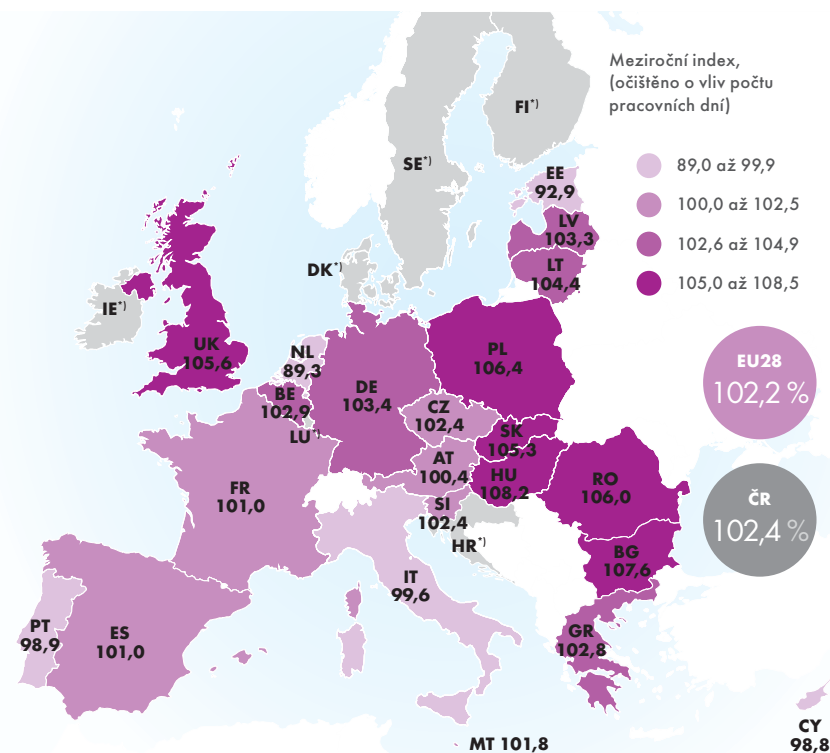 Meziroční index,
(očištěno o vliv počtu
pracovních dní)
89,0 až 99,9
100,0 až 102,5
102,6 až 104,9
105,0 až 108,5
EU28
102,2 %
ČR
102,4 %
FI*)
SE*)
EE
92,9
LV
103,3
LT
104,4
DK*)
IE*)
UK
105,6
NL
89,3
BE
102,9
LU*)
DE
103,4
PL
106,4
CZ
102,4
SK
105,3
AT
100,4
HU
108,2
SI
102,4
HR*)
RO
106,0
BG
107,6
FR
101,0
IT
99,6
GR
102,8
PT
98,9
ES
101,0
MT 101,8
CY
98,8